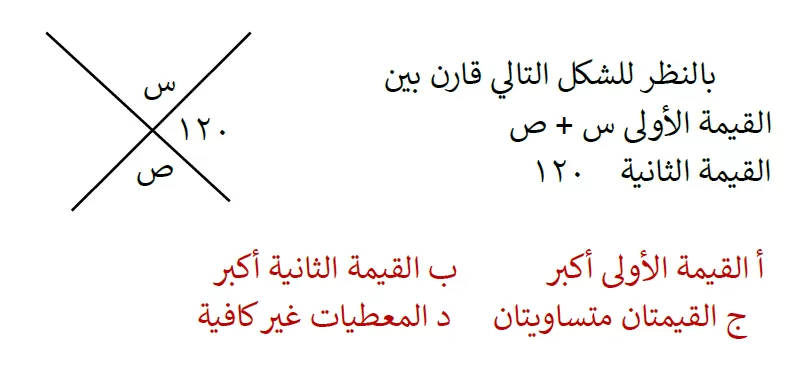 بالنظر للشكل التالي قارن بين
القيمة الأولى س + ص
القيمة الثانية ١٢٠
س
١٢٠
ص
أ القيمة الأولى أكبر ب القيمة الثانية أكبر
ج القيمتان متساويتان د المعطيات غير كافية